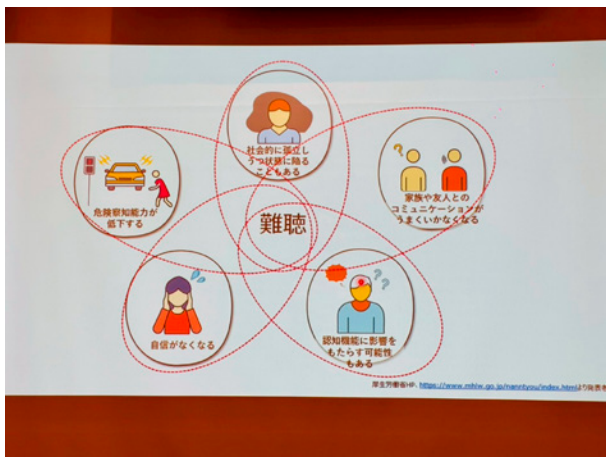 社会的に孤立し
うつ状態に陥る
こともある
危険察知能力が
低下する
家族や友人との
コミュニケーションが
うまくいかなくなる
難聴
自信がなくなる
認知機能に影響を
もたらす可能性
もある
厚生労働省HP、https://www.mhlw.go.jp/nanntyou/index.htmlより発表